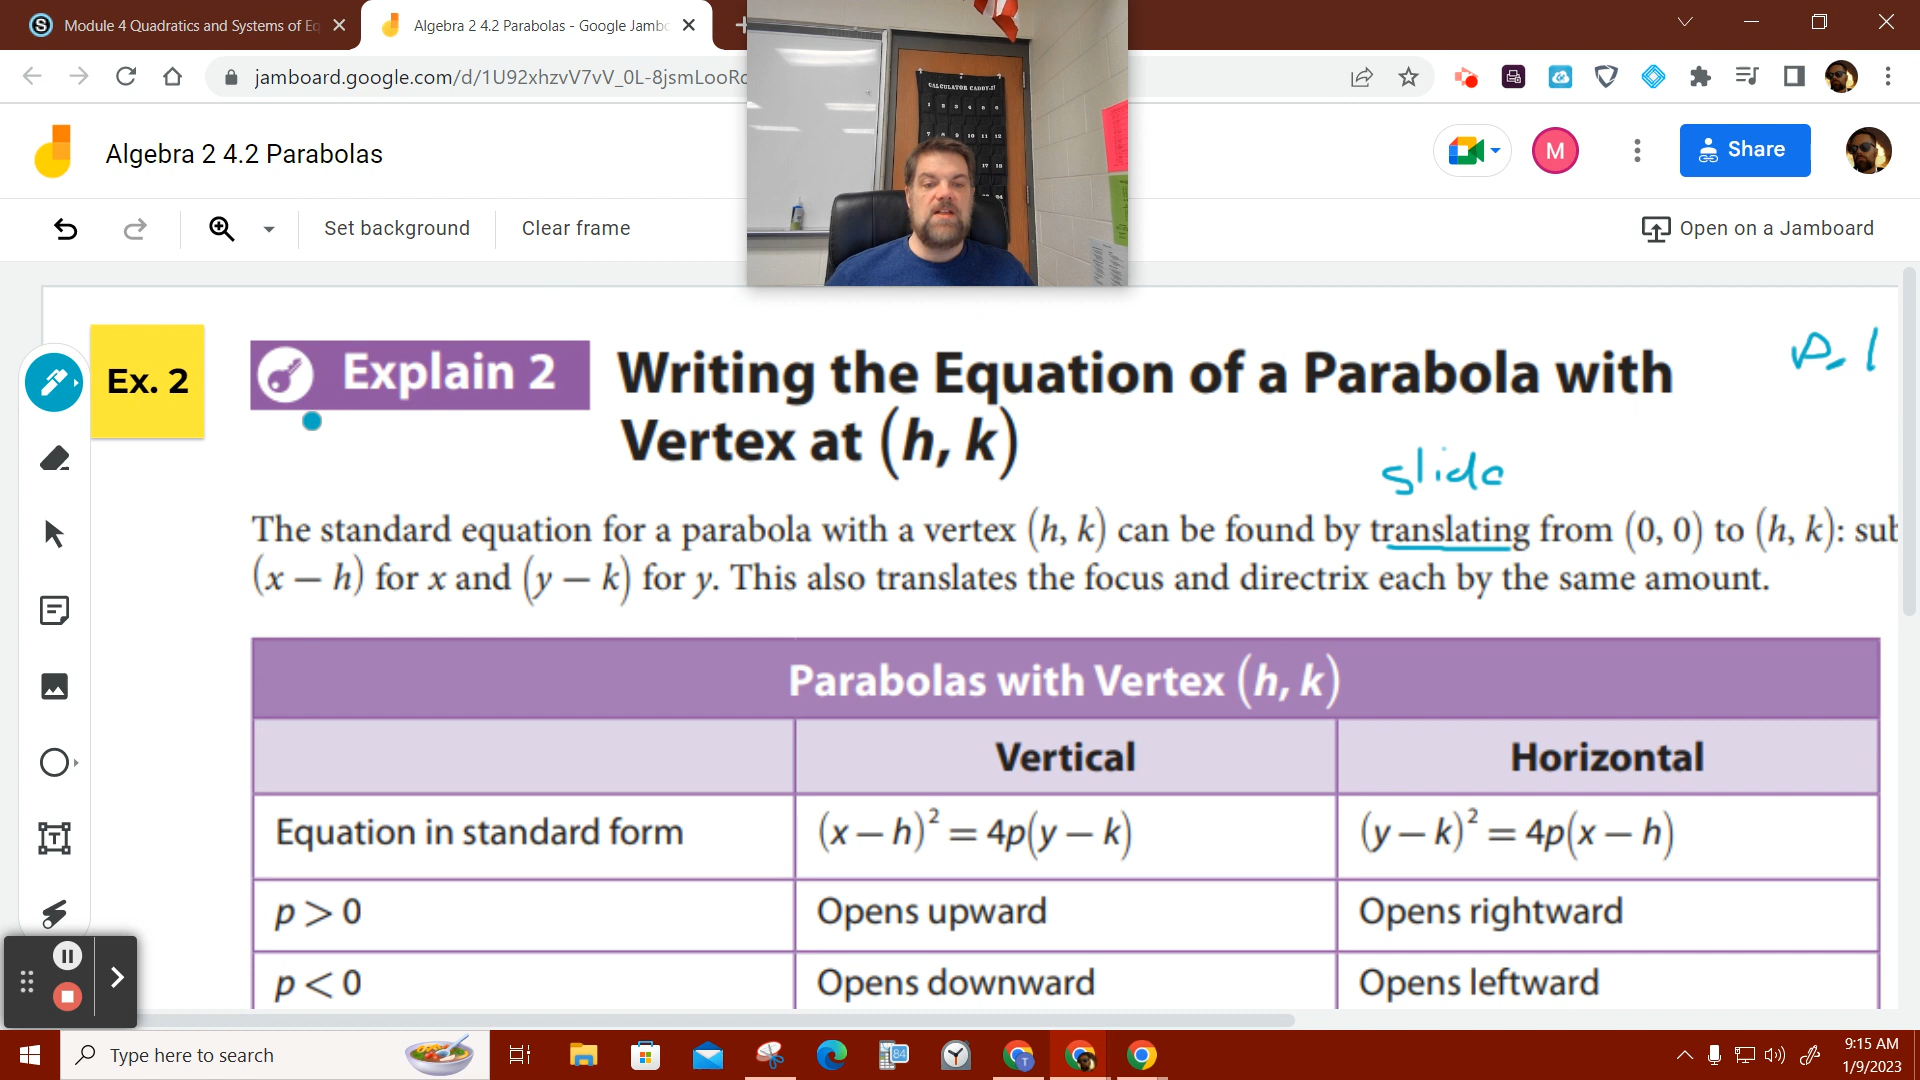 Module 4 Quadratics and Systems of Eq
Algebra 2 4.2 Parabolas - Google Jambo
jamboard.google.com/d/1U92xhzvV7vV_0L-8jsmLooRc
CALCULATOR CADDY-II
Algebra 2 4.2 Parabolas
M
Share
Set background
Clear frame
Open on a Jamboard
Ex. 2
Explain 2
Writing the Equation of a Parabola with
Vertex at (h, k)
slide
The standard equation for a parabola with a vertex (h, k) can be found by translating from (0, 0) to (h, k): sub
(x − h) for x and (y − k) for y. This also translates the focus and directrix each by the same amount.
Parabolas with Vertex (h, k)
Vertical Horizontal
Equation in standard form (x − h)² = 4p(y − k) (y − k)² = 4p(x − h)
p > 0 Opens upward Opens rightward
p < 0 Opens downward Opens leftward
Type here to search
84
T
9:15 AM
1/9/2023